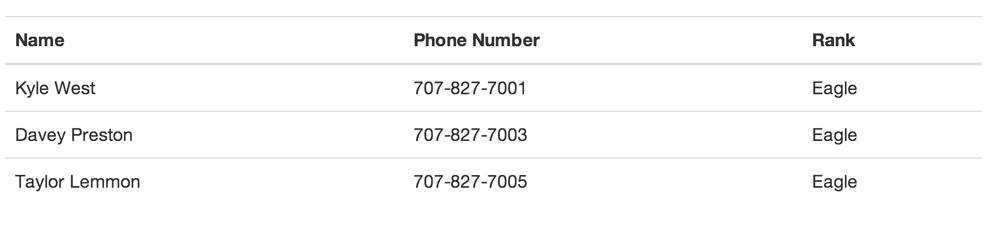 Name Phone Number Rank
Kyle West 707-827-7001 Eagle
Davey Preston 707-827-7003 Eagle
Taylor Lemmon 707-827-7005 Eagle